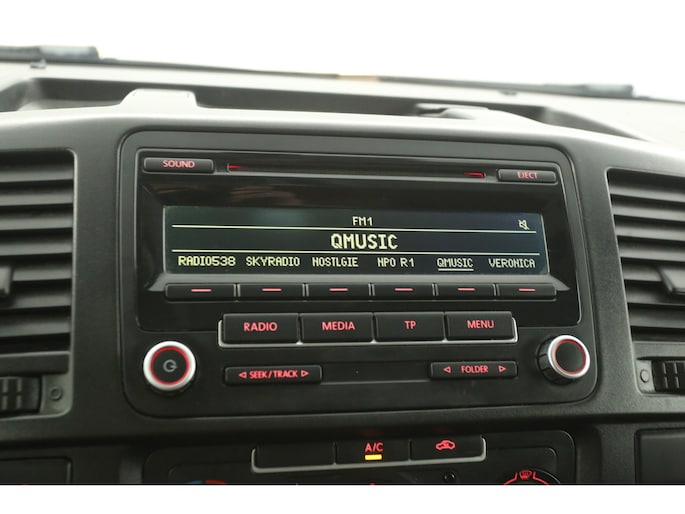 SOUND
EJECT
FM1
QMUSIC
RADIO538 SKYRADIO NOSTLGIE NPO R1 QMUSIC VERONICA
RADIO MEDIA TP MENU
SEEK/TRACK FOLDER
A/C